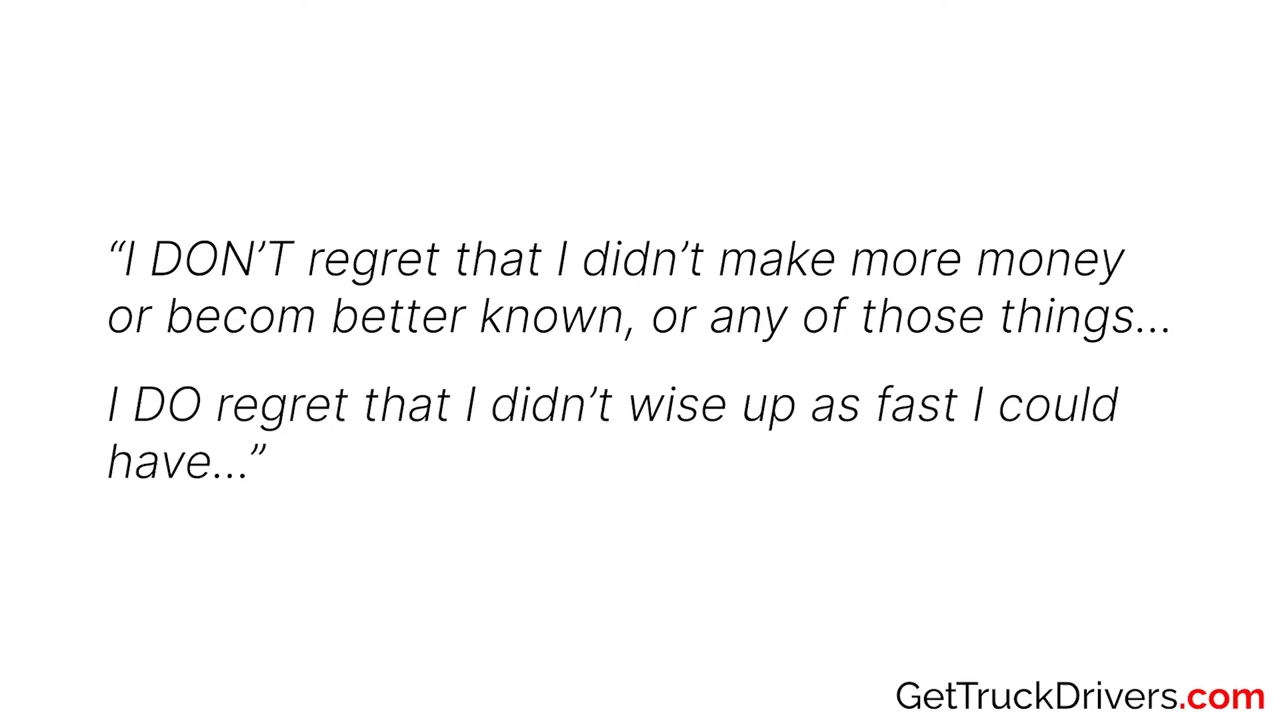 “I DON’T regret that I didn’t make more money
or becom better known, or any of those things...
I DO regret that I didn’t wise up as fast I could
have...”
GetTruckDrivers.com